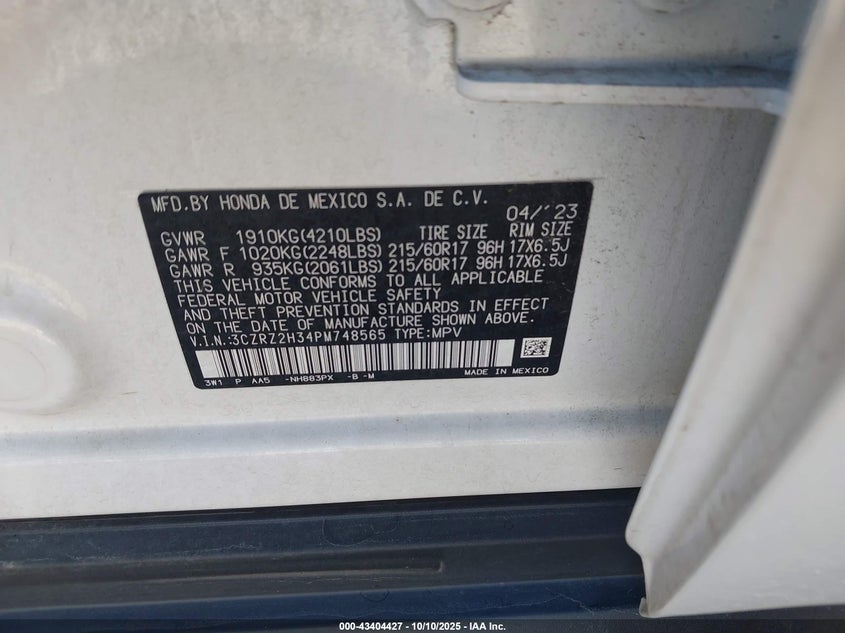 MFD.BY HONDA DE MEXICO S.A. DE C.V.
04/'23
GVWR 1910KG(4210LBS) TIRE SIZE RIM SIZE
GAWR F 1020KG(2248LBS) 215/60R17 96H 17X6.5J
GAWR R 935KG(2061LBS) 215/60R17 96H 17X6.5J
THIS VEHICLE CONFORMS TO ALL APPLICABLE
FEDERAL MOTOR VEHICLE SAFETY
AND THEFT PREVENTION STANDARDS IN EFFECT
ON THE DATE OF MANUFACTURE SHOWN ABOVE.
V.I.N.:3CZRZ2H34PM748565 TYPE:MPV
3W1 P AA5 -NH883PX -B -M MADE IN MEXICO
000-43404427 - 10/10/2025 - IAA Inc.